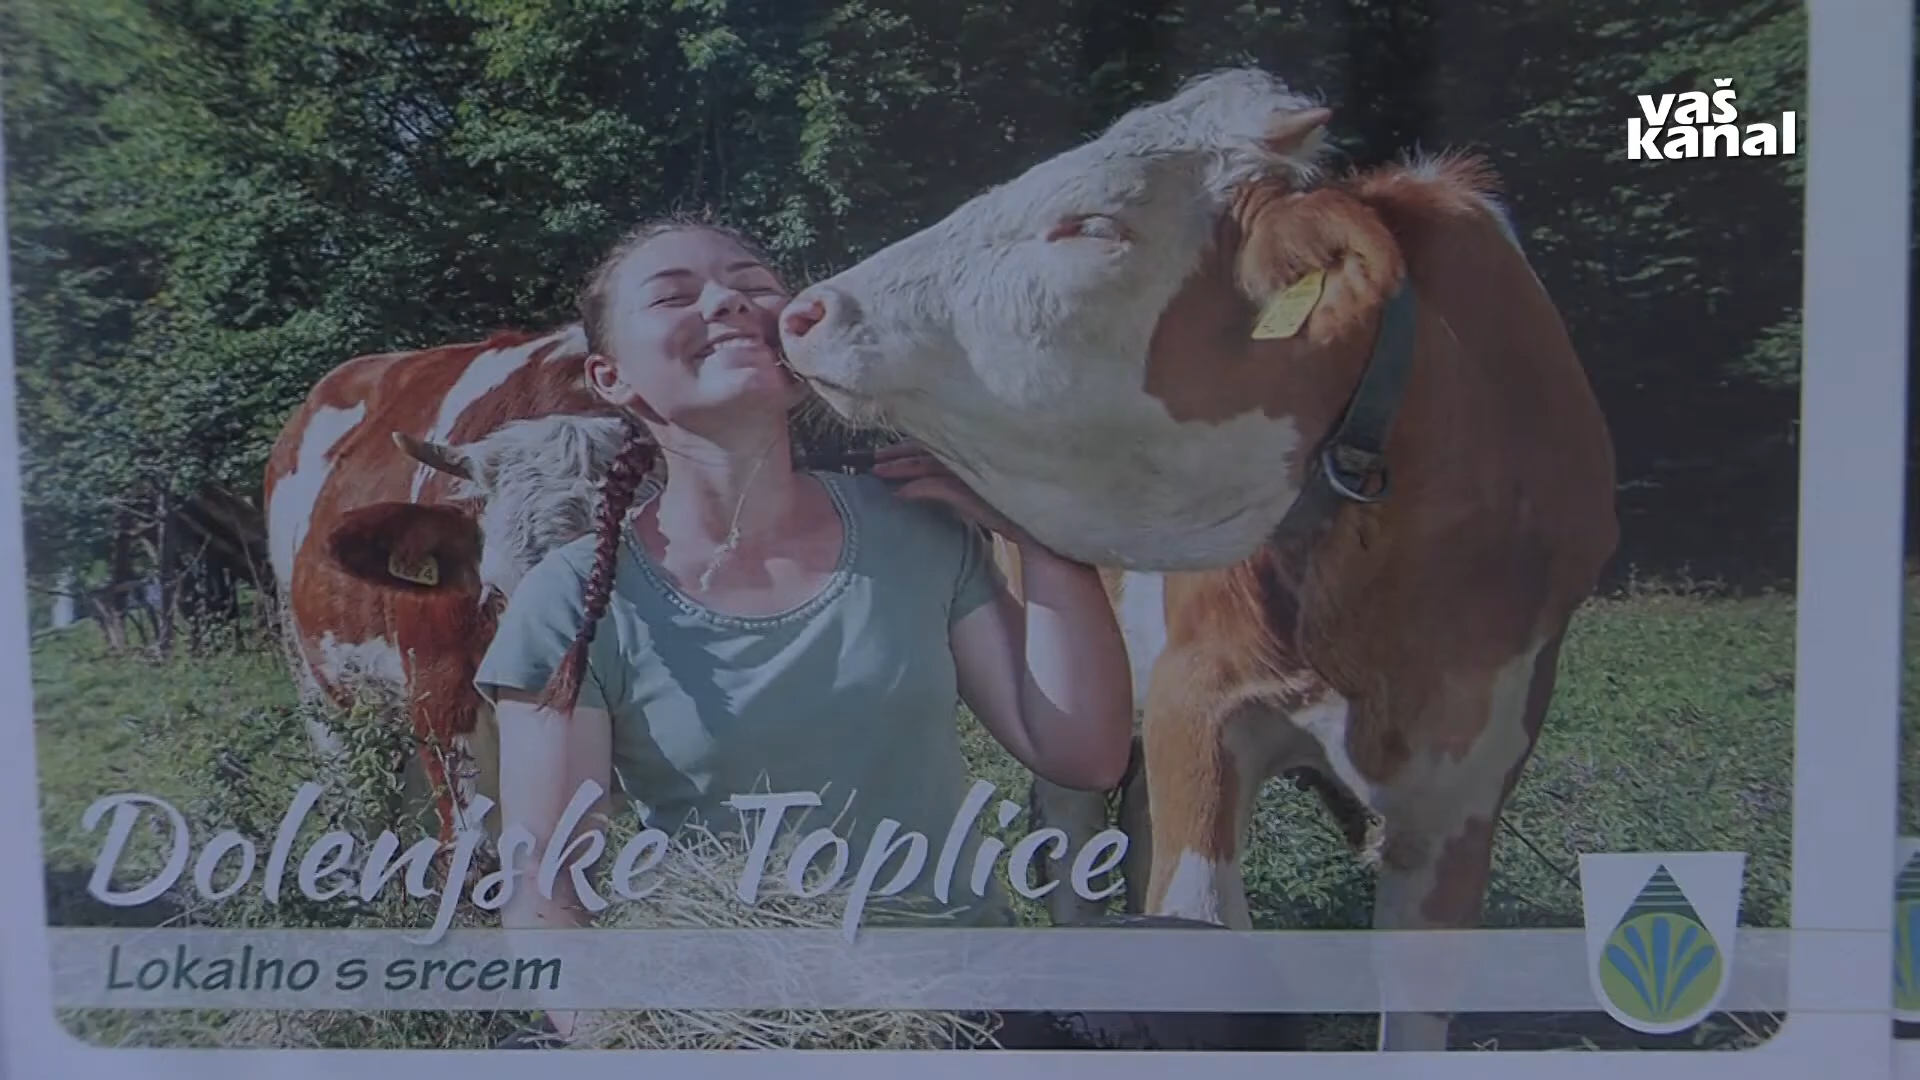 vaš
kanal
Dolenjske Toplice
Lokalno s srcem